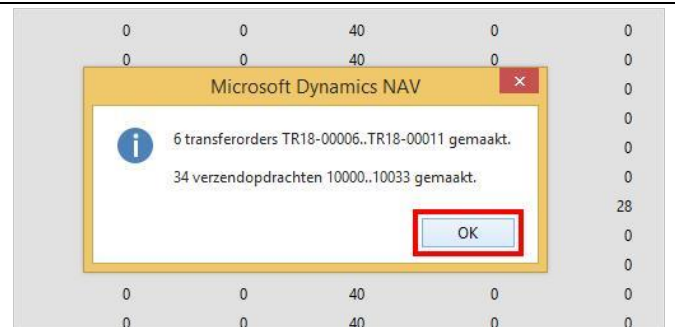 0 0 40 0 0
0 0 40 0 0
Microsoft Dynamics NAV
0
0
6 transferorders TR18-00006..TR18-00011 gemaakt.
0
34 verzendopdrachten 10000..10033 gemaakt.
0
28
OK
0
0
0 0 40 0 0
0 0 40 0 0